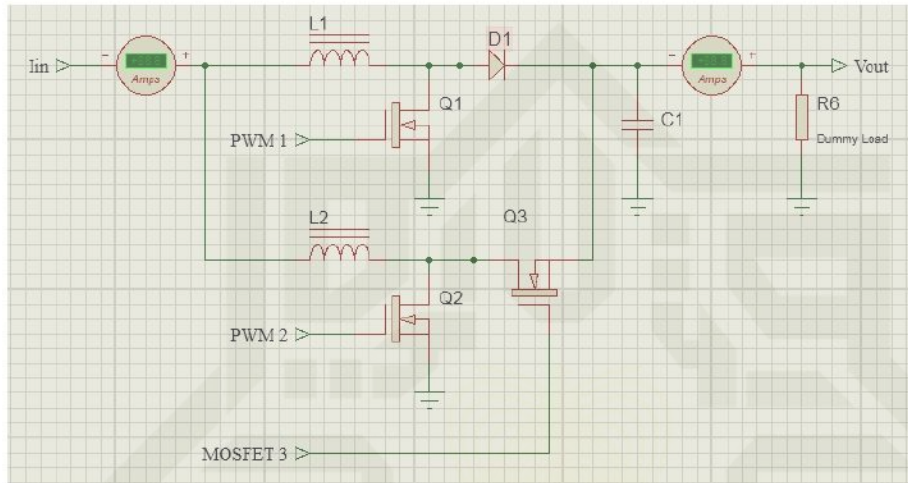 L1
D1
Iin
Amps
Amps
Vout
Q1
C1
R6
PWM 1
Dummy Load
L2
Q3
Q2
PWM 2
MOSFET 3